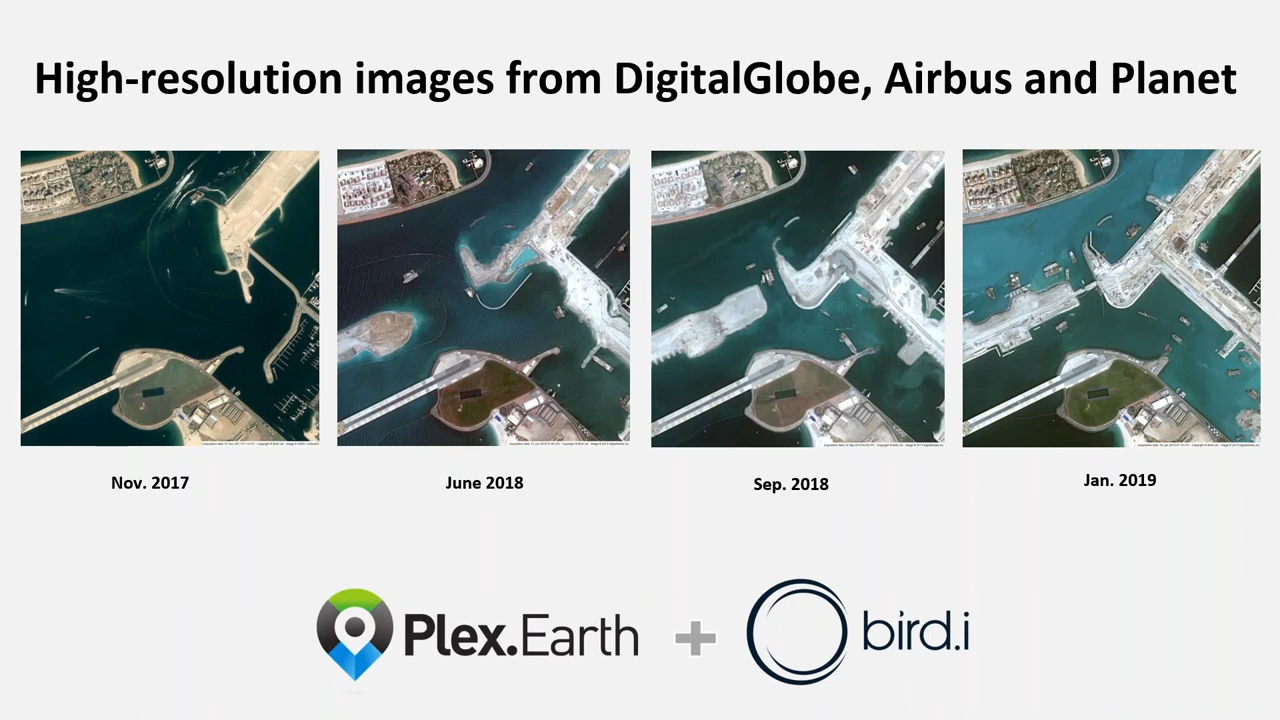 High-resolution images from DigitalGlobe, Airbus and Planet
Nov. 2017
June 2018
Sep. 2018
Jan. 2019
Plex.Earth
bird.i